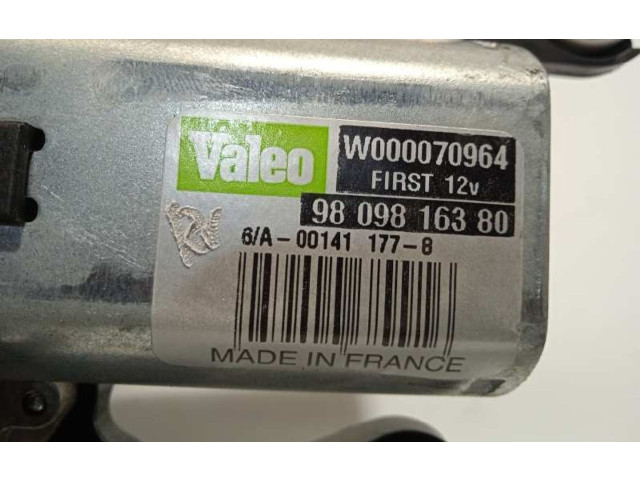 Valeo
W000070964
FIRST 12v
98 098 163 80
6/A-00141 177-8
MADE IN FRANCE